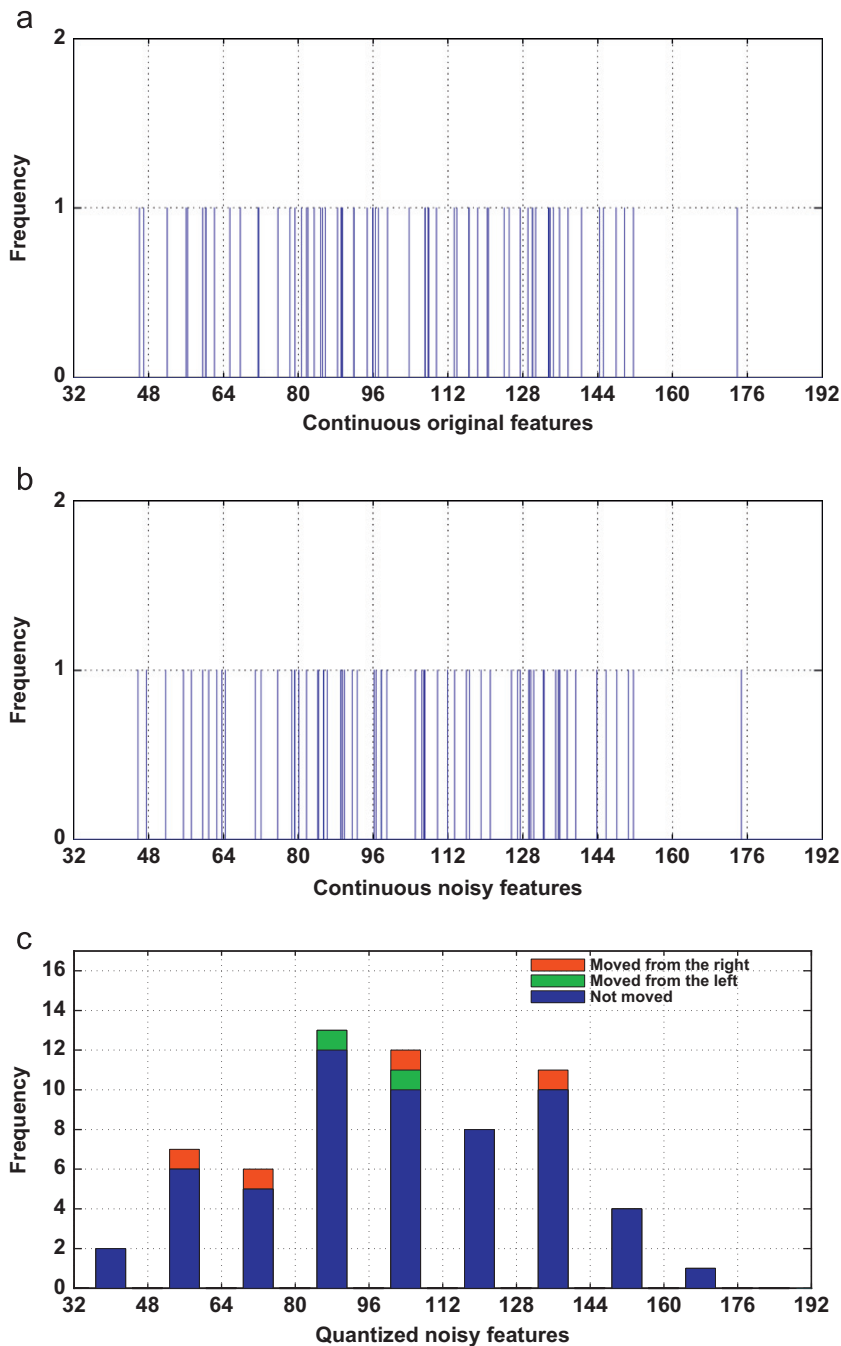 a
2
1
0
Frequency
32 48 64 80 96 112 128 144 160 176 192
Continuous original features
b
2
1
0
Frequency
32 48 64 80 96 112 128 144 160 176 192
Continuous noisy features
c
16
14
12
10
8
6
4
2
0
Frequency
Moved from the right
Moved from the left
Not moved
32 48 64 80 96 112 128 144 160 176 192
Quantized noisy features